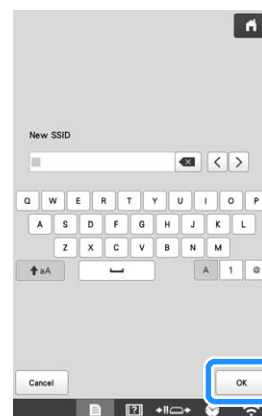 New SSID
Q W E R T Y U I O P
A S D F G H J K L
Z X C V B N M
aA A 1 @
Cancel OK